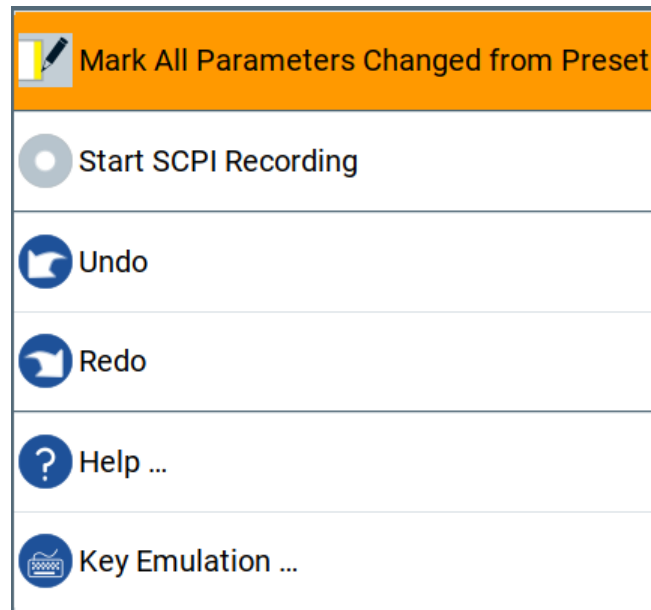 Mark All Parameters Changed from Preset
Start SCPI Recording
Undo
Redo
Help ...
Key Emulation ...